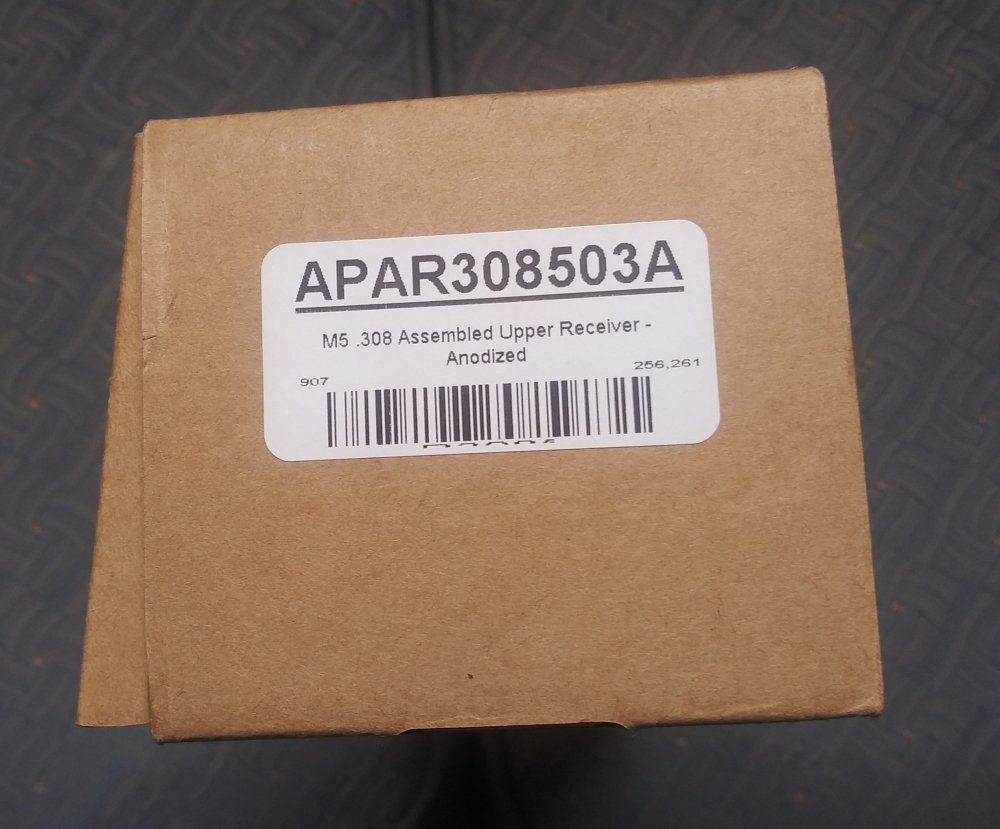 APAR308503A
M5 .308 Assembled Upper Receiver -
Anodized
907 256,261